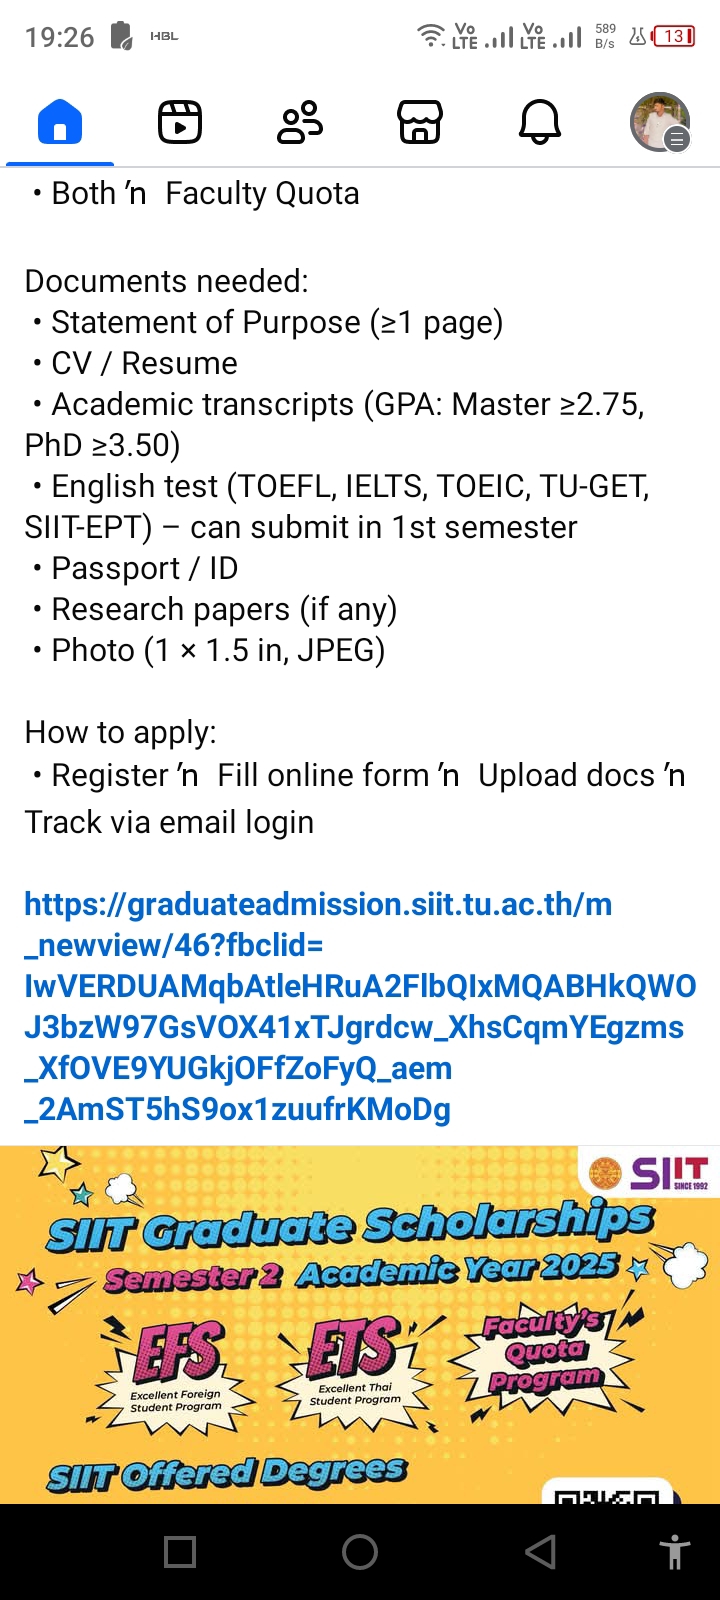 19:26 HBL Vo LTE Vo LTE 589 B/s 13
• Both ’n Faculty Quota
Documents needed:
• Statement of Purpose (≥1 page)
• CV / Resume
• Academic transcripts (GPA: Master ≥2.75,
PhD ≥3.50)
• English test (TOEFL, IELTS, TOEIC, TU-GET,
SIIT-EPT) – can submit in 1st semester
• Passport / ID
• Research papers (if any)
• Photo (1 × 1.5 in, JPEG)
How to apply:
• Register ’n Fill online form ’n Upload docs ’n
Track via email login
https://graduateadmission.siit.tu.ac.th/m
_newview/46?fbclid=
IwVERDUAMqbAtleHRuA2FlbQIxMQABHkQWO
J3bzW97GsVOX41xTJgrdcw_XhsCqmYEgzms
_XfOVE9YUGkjOFfZoFyQ_aem
_2AmST5hS9ox1zuufrKMoDg
SIIT
SINCE 1992
SIIT Graduate Scholarships
Semester 2 Academic Year 2025
EFS
Excellent Foreign
Student Program
ETS
Excellent Thai
Student Program
Faculty's
Quota
Program
SIIT Offered Degrees